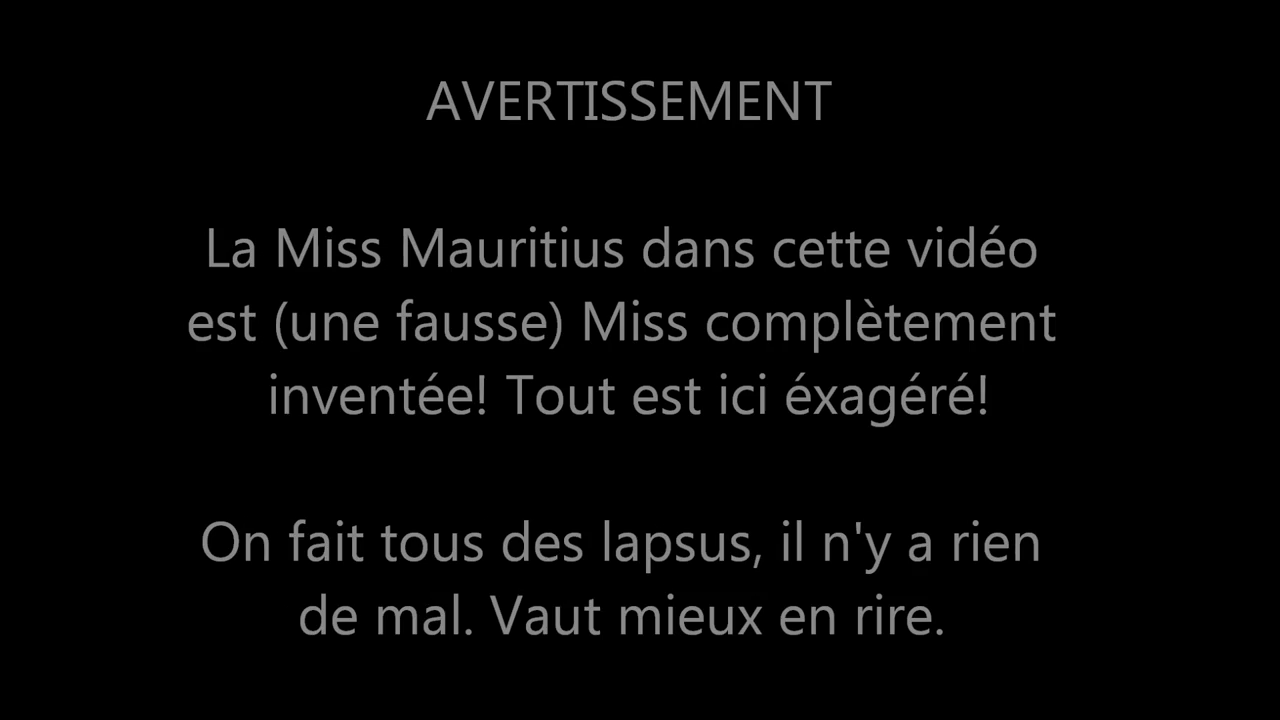 AVERTISSEMENT
La Miss Mauritius dans cette vidéo
est (une fausse) Miss complètement
inventée! Tout est ici éxagéré!
On fait tous des lapsus, il n'y a rien
de mal. Vaut mieux en rire.